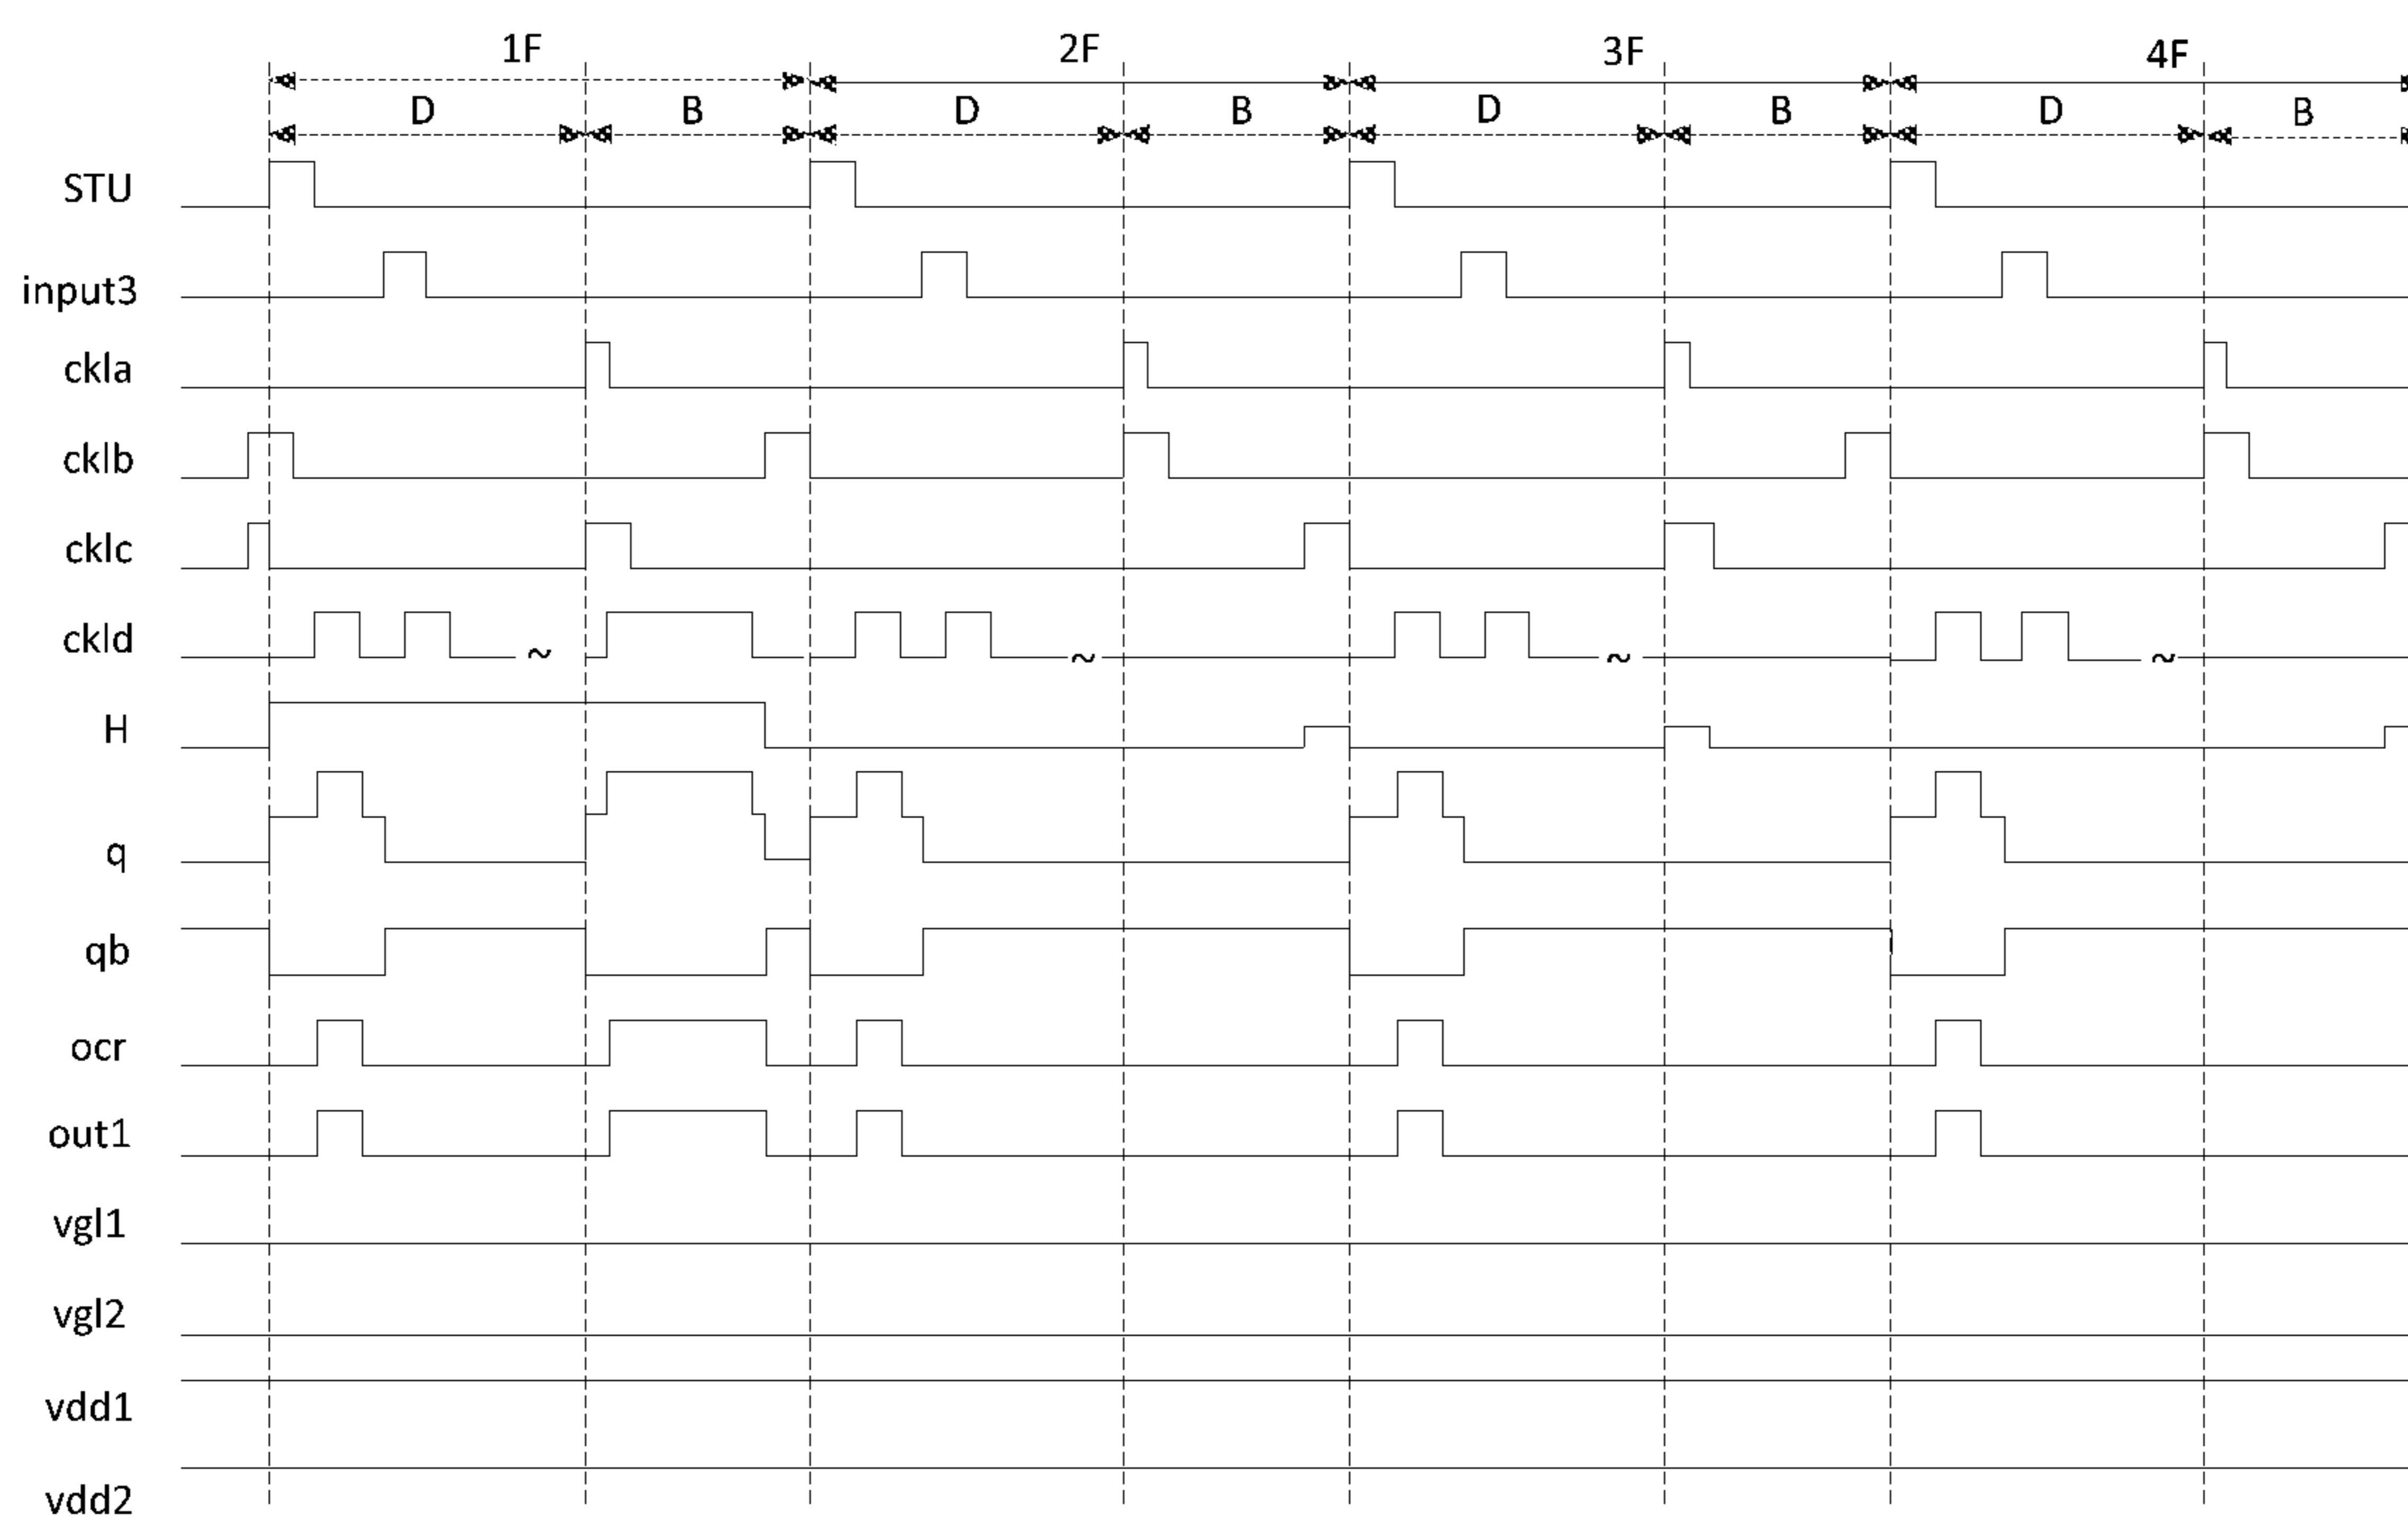 1F 2F 3F 4F
D B D B D B D B
STU
input3
ckla
cklb
cklc
~ ~ ~ ~
ckld
H
q
qb
ocr
out1
vgl1
vgl2
vdd1
vdd2